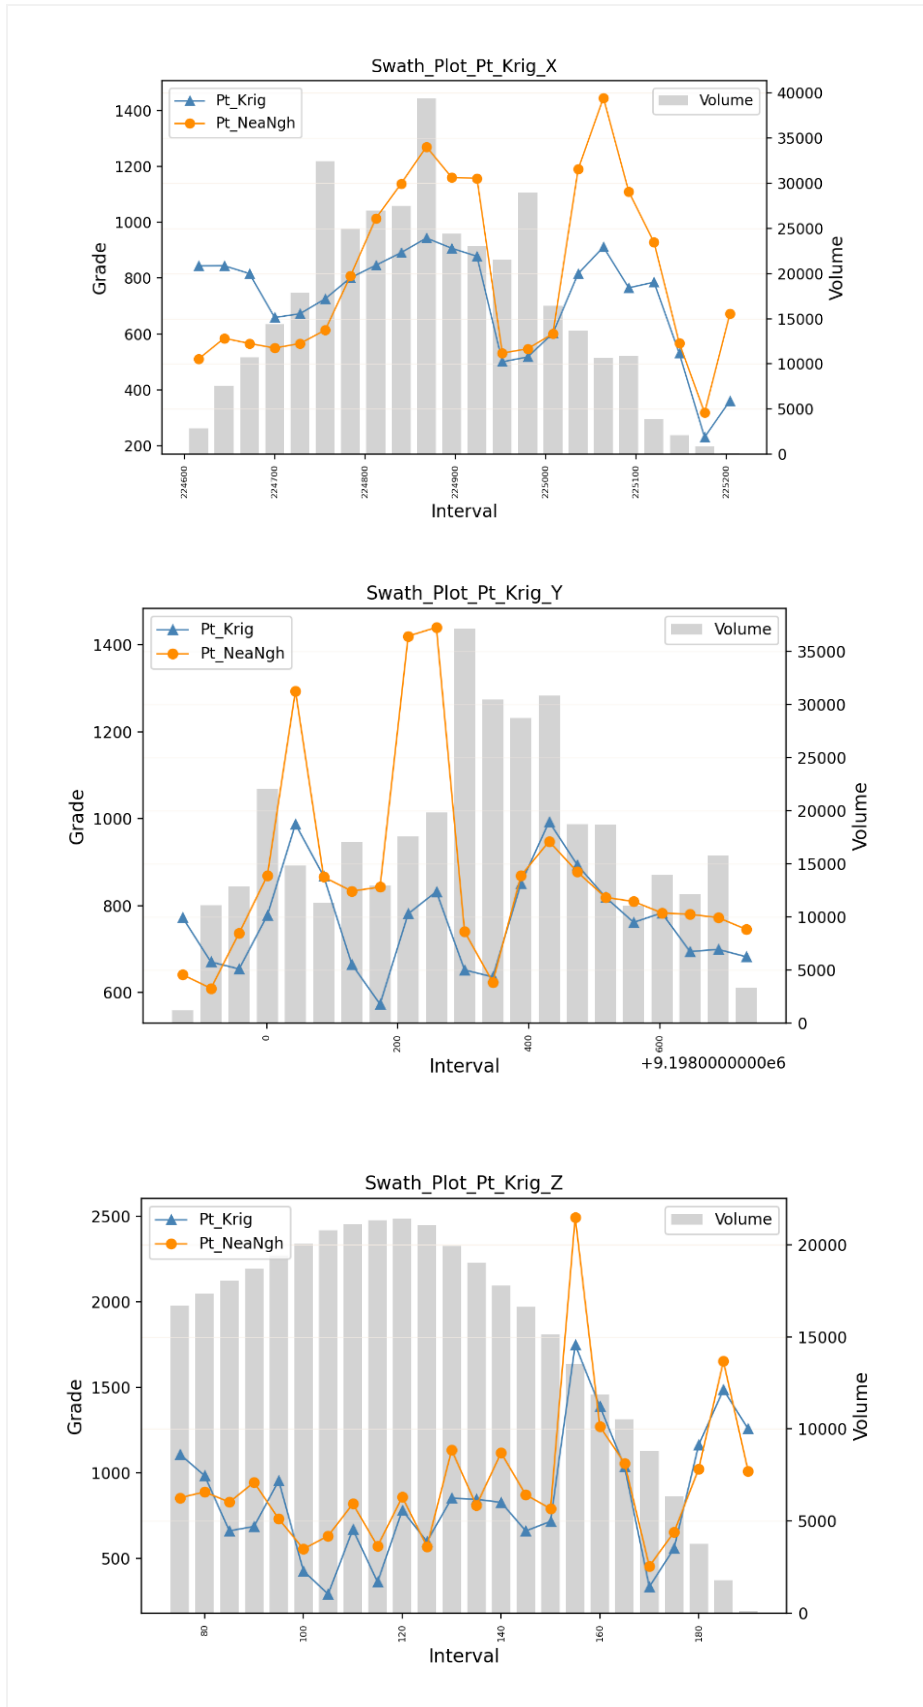 Swath_Plot_Pt_Krig_X
Pt_Krig
Pt_NeaNgh
Volume
1400
1200
1000
800
600
400
200
Grade
40000
35000
30000
25000
20000
15000
10000
5000
0
Volume
224600
224700
224800
224900
225000
225100
225200
Interval
Swath_Plot_Pt_Krig_Y
Pt_Krig
Pt_NeaNgh
Volume
1400
1200
1000
800
600
Grade
35000
30000
25000
20000
15000
10000
5000
0
Volume
0
200
400
600
Interval
+9.1980000000e6
Swath_Plot_Pt_Krig_Z
Pt_Krig
Pt_NeaNgh
Volume
2500
2000
1500
1000
500
Grade
20000
15000
10000
5000
0
Volume
80
100
120
140
160
180
Interval